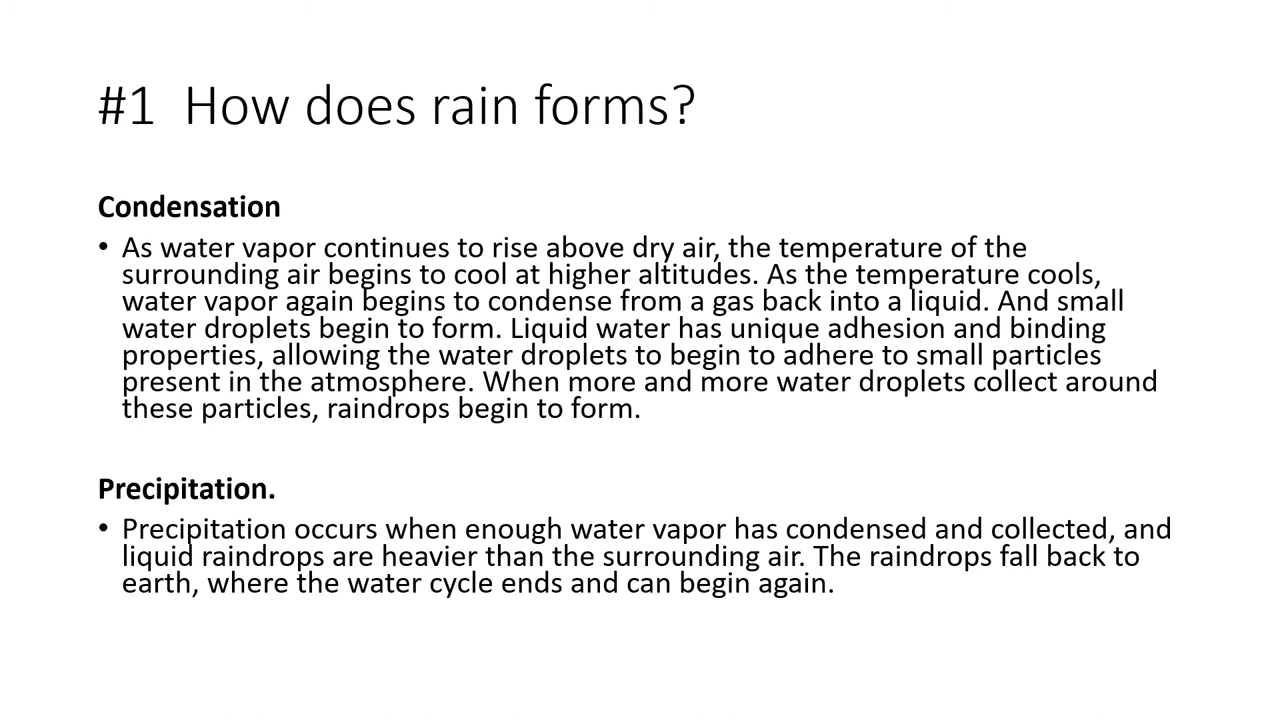 #1  How does rain forms?
Condensation
• As water vapor continues to rise above dry air, the temperature of the
surrounding air begins to cool at higher altitudes. As the temperature cools,
water vapor again begins to condense from a gas back into a liquid. And small
water droplets begin to form. Liquid water has unique adhesion and binding
properties, allowing the water droplets to begin to adhere to small particles
present in the atmosphere. When more and more water droplets collect around
these particles, raindrops begin to form.
Precipitation.
• Precipitation occurs when enough water vapor has condensed and collected, and
liquid raindrops are heavier than the surrounding air. The raindrops fall back to
earth, where the water cycle ends and can begin again.